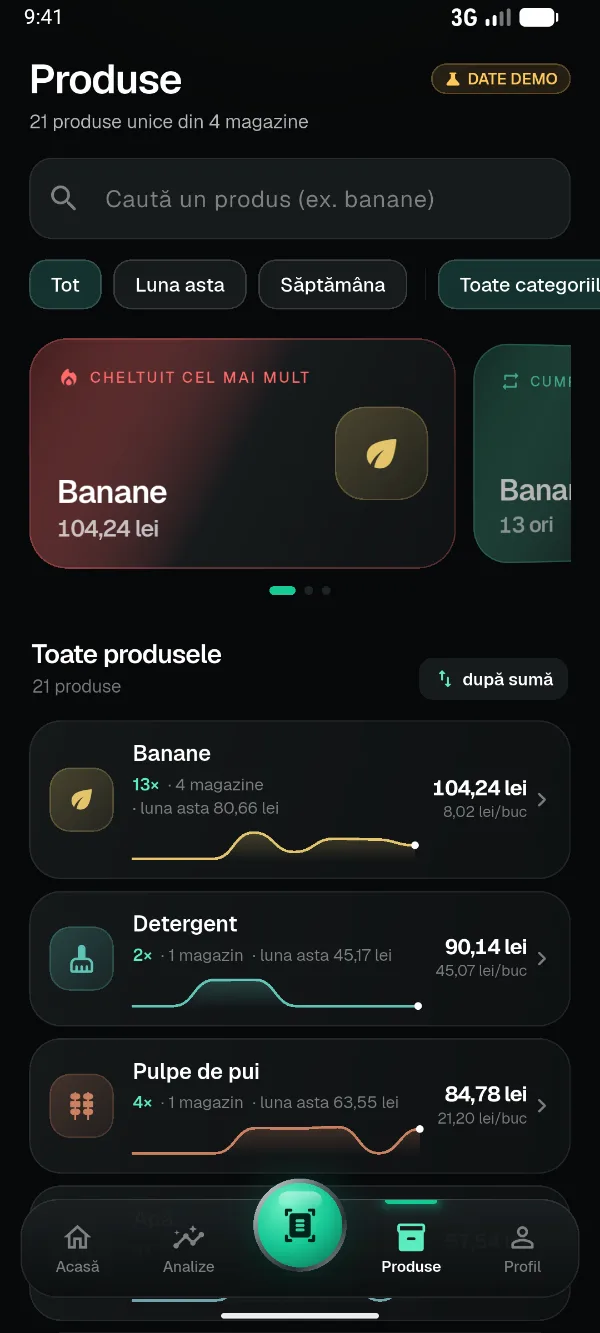 9:41
3G
Produse
DATE DEMO
21 produse unice din 4 magazine
Caută un produs (ex. banane)
Tot
Luna asta
Săptămâna
Toate categoriil
CHELTUIT CEL MAI MULT
Banane
104,24 lei
CUM
Banan
13 ori
Toate produsele
21 produse
după sumă
Banane
13× · 4 magazine
· luna asta 80,66 lei
104,24 lei
8,02 lei/buc
Detergent
2× · 1 magazin · luna asta 45,17 lei
90,14 lei
45,07 lei/buc
Pulpe de pui
4× · 1 magazin · luna asta 63,55 lei
84,78 lei
21,20 lei/buc
Acasă
Analize
Produse
Profil